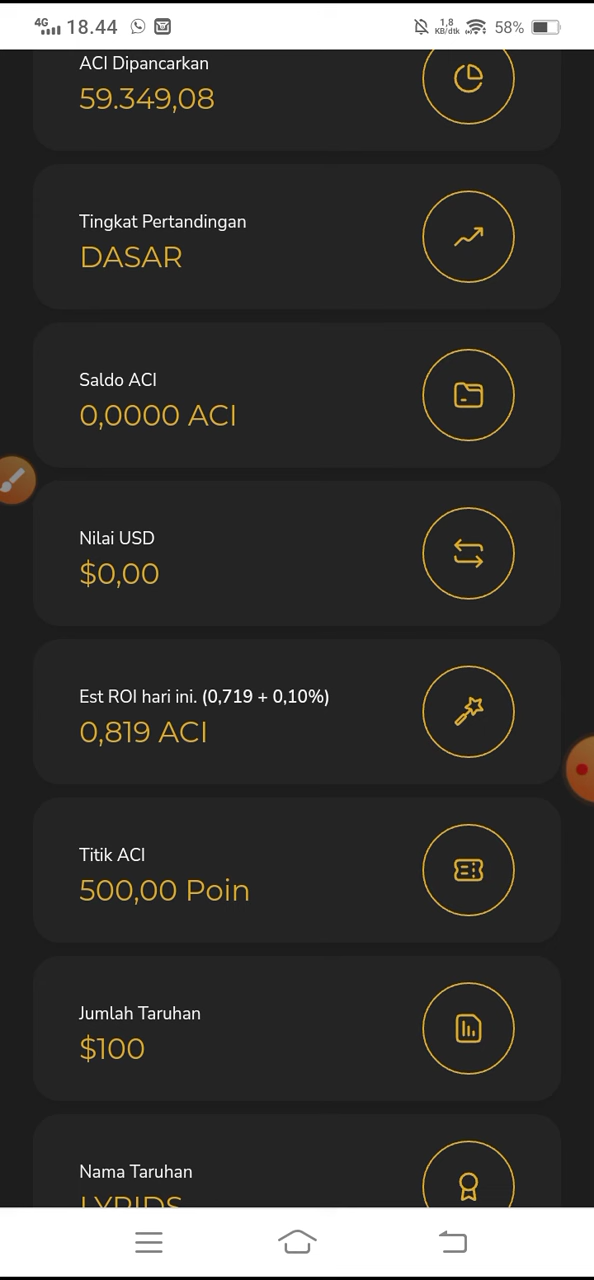 4G 18.44 1,8 KB/dtk 58%
ACI Dipancarkan
59.349,08
Tingkat Pertandingan
DASAR
Saldo ACI
0,0000 ACI
Nilai USD
$0,00
Est ROI hari ini. (0,719 + 0,10%)
0,819 ACI
Titik ACI
500,00 Poin
Jumlah Taruhan
$100
Nama Taruhan
LYRIDS